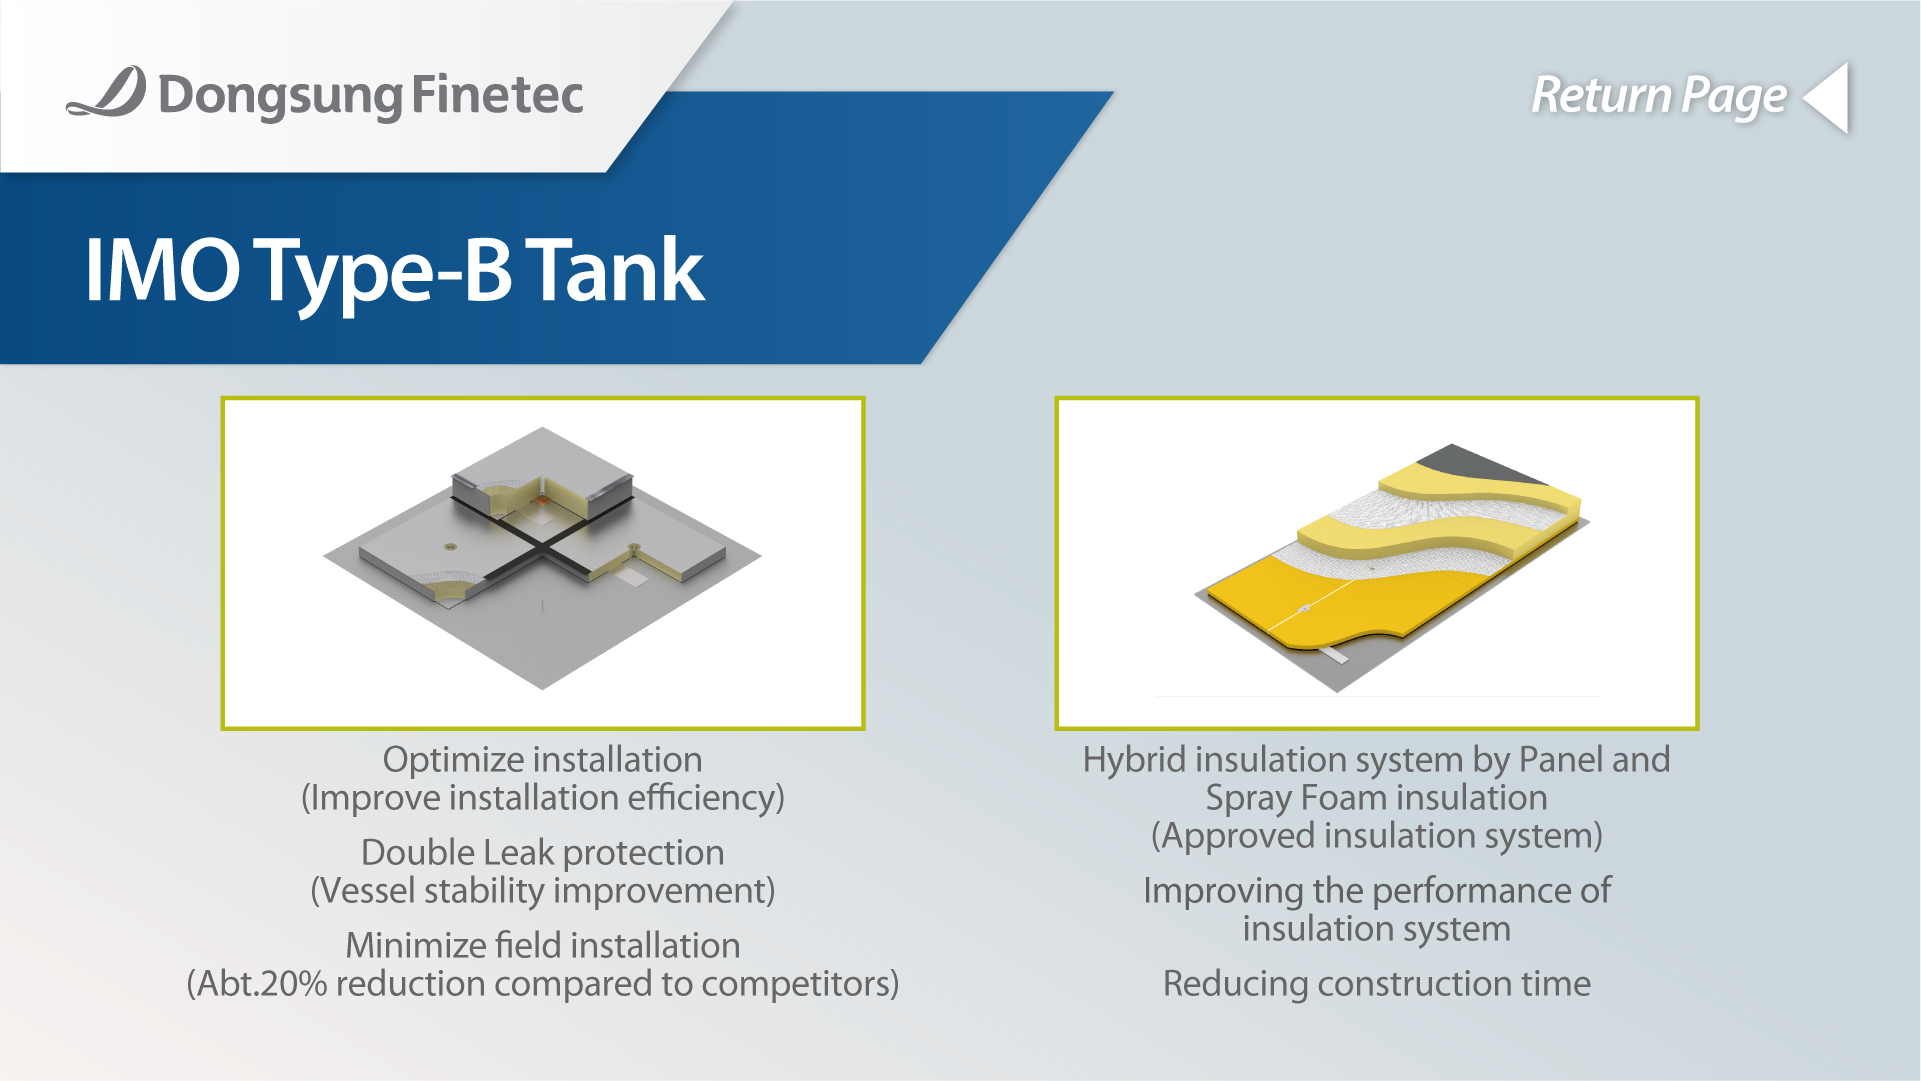 Dongsung Finetec
Return Page
IMO Type-B Tank
Optimize installation
(Improve installation efficiency)
Double Leak protection
(Vessel stability improvement)
Minimize field installation
(Abt.20% reduction compared to competitors)
Hybrid insulation system by Panel and
Spray Foam insulation
(Approved insulation system)
Improving the performance of
insulation system
Reducing construction time